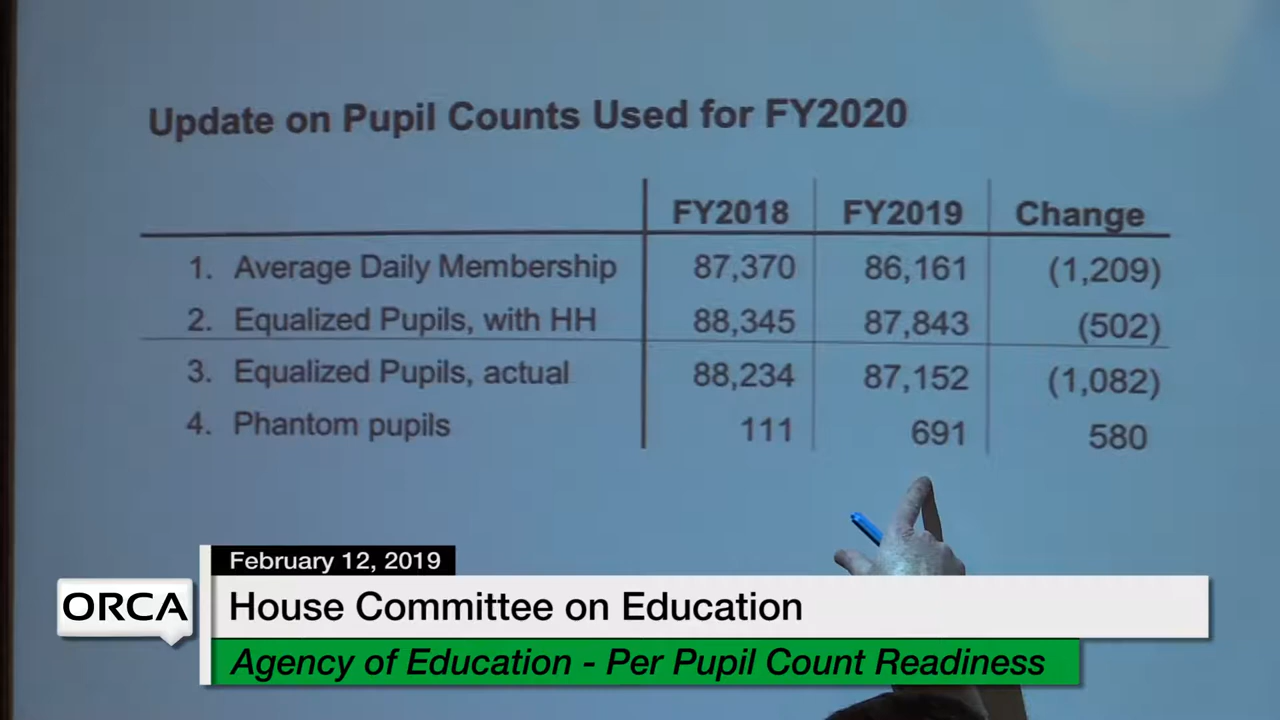 Update on Pupil Counts Used for FY2020
FY2018 FY2019 Change
1. Average Daily Membership 87,370 86,161 (1,209)
2. Equalized Pupils, with HH 88,345 87,843 (502)
3. Equalized Pupils, actual 88,234 87,152 (1,082)
4. Phantom pupils 111 691 580
February 12, 2019
ORCA House Committee on Education
Agency of Education - Per Pupil Count Readiness